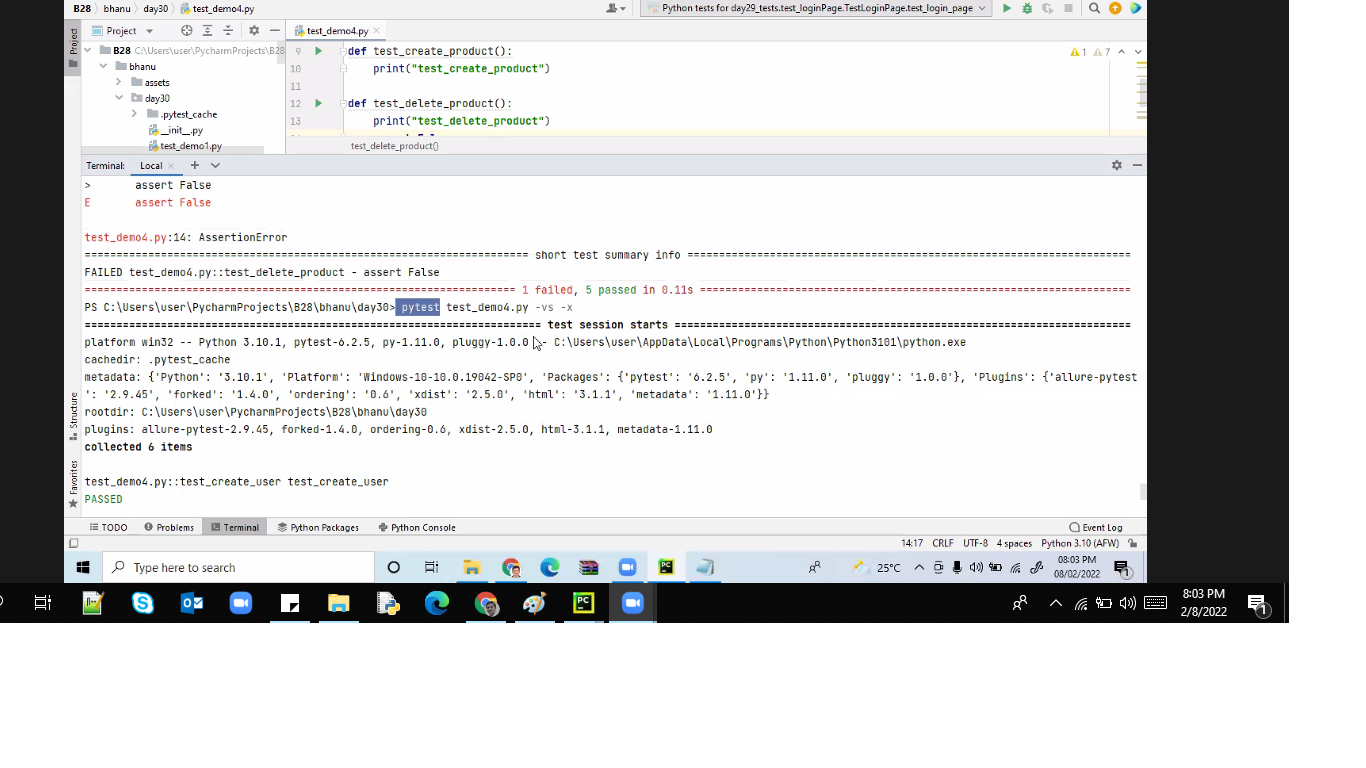 B28 bhanu day30 test_demo4.py
Python tests for day29_tests.test_loginPage.TestLoginPage.test_login_page
Project
Project
test_demo4.py
B28 C:\Users\user\PycharmProjects\B28
bhanu
assets
day30
.pytest_cache
__init__.py
test_demo1.py
9 def test_create_product():
10 print("test_create_product")
11
12 def test_delete_product():
13 print("test_delete_product")
1 7
test_delete_product()
Terminal: Local
> assert False
E assert False
test_demo4.py:14: AssertionError
short test summary info
FAILED test_demo4.py::test_delete_product - assert False
1 failed, 5 passed in 0.11s
PS C:\Users\user\PycharmProjects\B28\bhanu\day30> pytest test_demo4.py -vs -x
test session starts
platform win32 -- Python 3.10.1, pytest-6.2.5, py-1.11.0, pluggy-1.0.0 -- C:\Users\user\AppData\Local\Programs\Python\Python3101\python.exe
cachedir: .pytest_cache
metadata: {'Python': '3.10.1', 'Platform': 'Windows-10-10.0.19042-SP0', 'Packages': {'pytest': '6.2.5', 'py': '1.11.0', 'pluggy': '1.0.0'}, 'Plugins': {'allure-pytest
': '2.9.45', 'forked': '1.4.0', 'ordering': '0.6', 'xdist': '2.5.0', 'html': '3.1.1', 'metadata': '1.11.0'}}
rootdir: C:\Users\user\PycharmProjects\B28\bhanu\day30
plugins: allure-pytest-2.9.45, forked-1.4.0, ordering-0.6, xdist-2.5.0, html-3.1.1, metadata-1.11.0
collected 6 items
test_demo4.py::test_create_user test_create_user
PASSED
Structure
Favorites
TODO Problems Terminal Python Packages Python Console Event Log
14:17 CRLF UTF-8 4 spaces Python 3.10 (AFW)
Type here to search
25°C
08:03 PM
08/02/2022
1
8:03 PM
2/8/2022
1